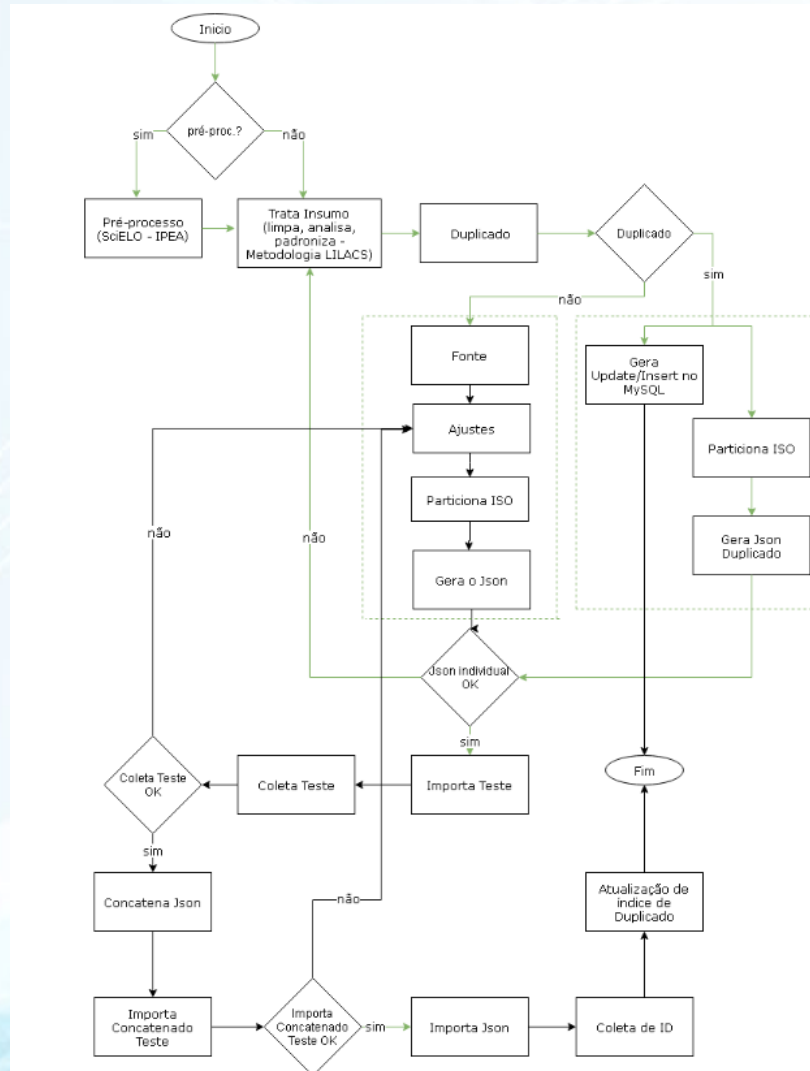 Inicio
pré-proc.?
sim
não
Pré-processo
(SciELO - IPEA)
Trata Insumo
(limpa, analisa,
padroniza -
Metodologia LILACS)
Duplicado
Duplicado
sim
não
Fonte
Gera
Update/Insert no
MySQL
Ajustes
Particiona ISO
Particiona ISO
não
não
Gera Json
Duplicado
Gera o Json
Json individual
OK
sim
Coleta Teste
OK
Coleta Teste
Importa Teste
Fim
sim
Concatena Json
não
Atualização de
índice de
Duplicado
Importa
Concatenado
Teste
Importa
Concatenado
Teste OK
sim
Importa Json
Coleta de ID